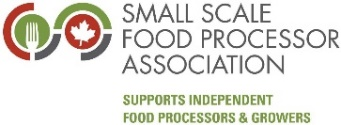 SMALL SCALE
FOOD PROCESSOR
ASSOCIATION
SUPPORTS INDEPENDENT
FOOD PROCESSORS & GROWERS